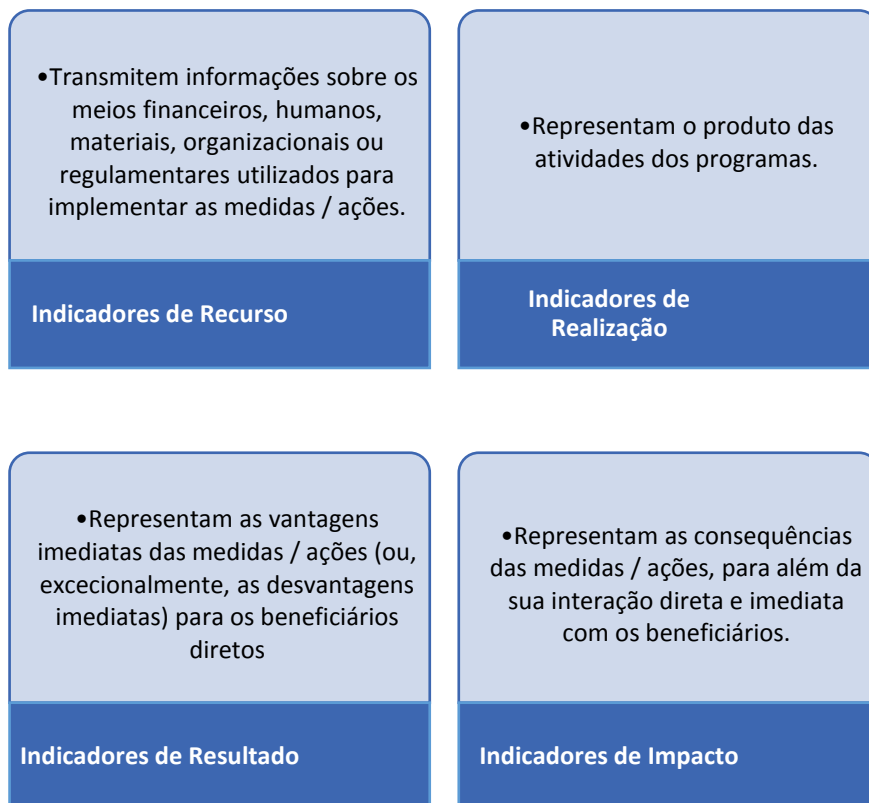 •Transmitem informações sobre os
meios financeiros, humanos,
materiais, organizacionais ou
regulamentares utilizados para
implementar as medidas / ações.
Indicadores de Recurso
•Representam o produto das
atividades dos programas.
Indicadores de
Realização
•Representam as vantagens
imediatas das medidas / ações (ou,
excecionalmente, as desvantagens
imediatas) para os beneficiários
diretos
Indicadores de Resultado
•Representam as consequências
das medidas / ações, para além da
sua interação direta e imediata
com os beneficiários.
Indicadores de Impacto